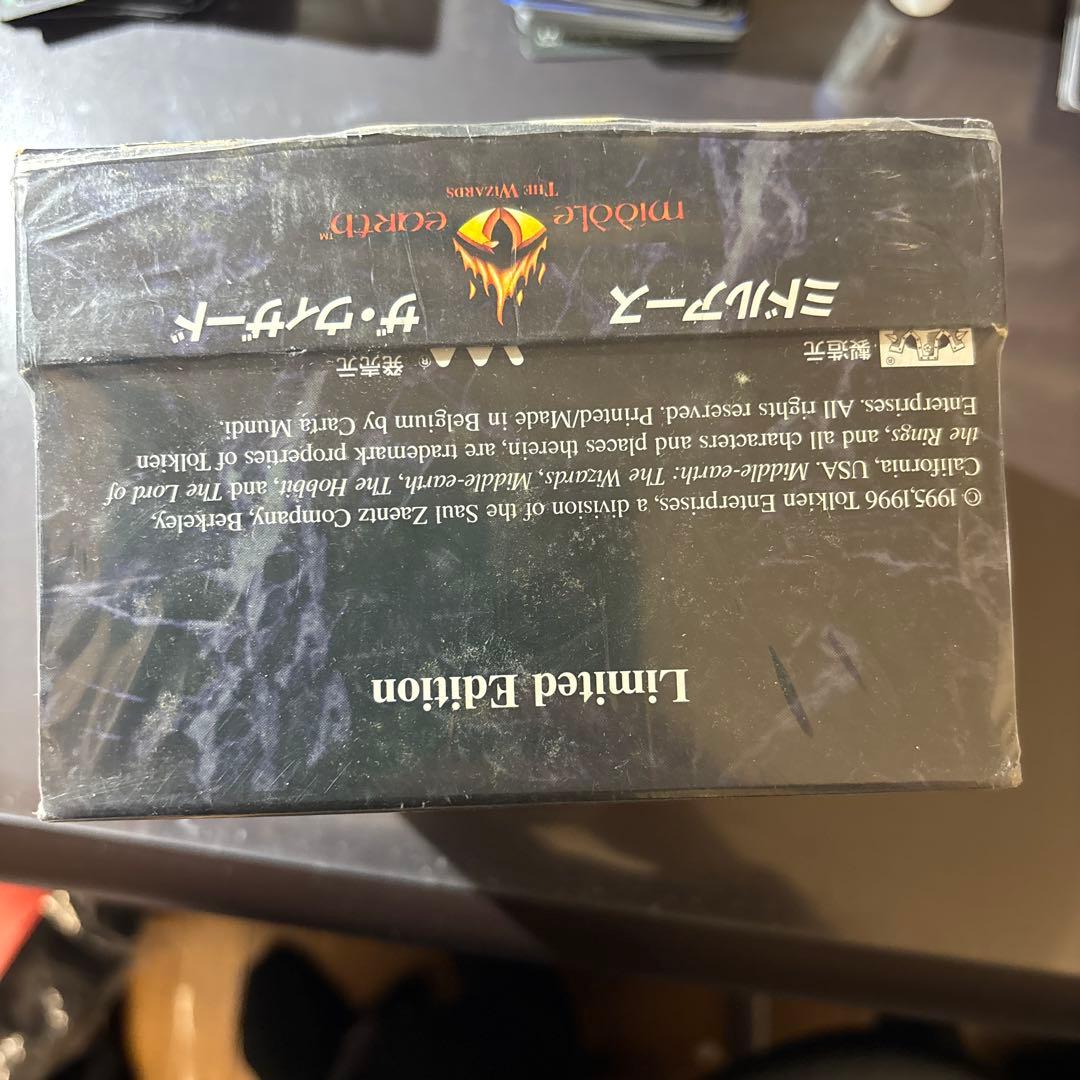 Limited Edition
© 1995,1996 Tolkien Enterprises, a division of the Saul Zaentz Company, Berkeley,
California, USA. Middle-earth: The Wizards, Middle-earth, The Hobbit, and The Lord of
the Rings, and all characters and places therein, are trademark properties of Tolkien
Enterprises. All rights reserved. Printed/Made in Belgium by Carta Mundi.
® 製造元 ® 発売元
ミドルアース ザ・ウィザード
middle earth™
THE WIZARDS